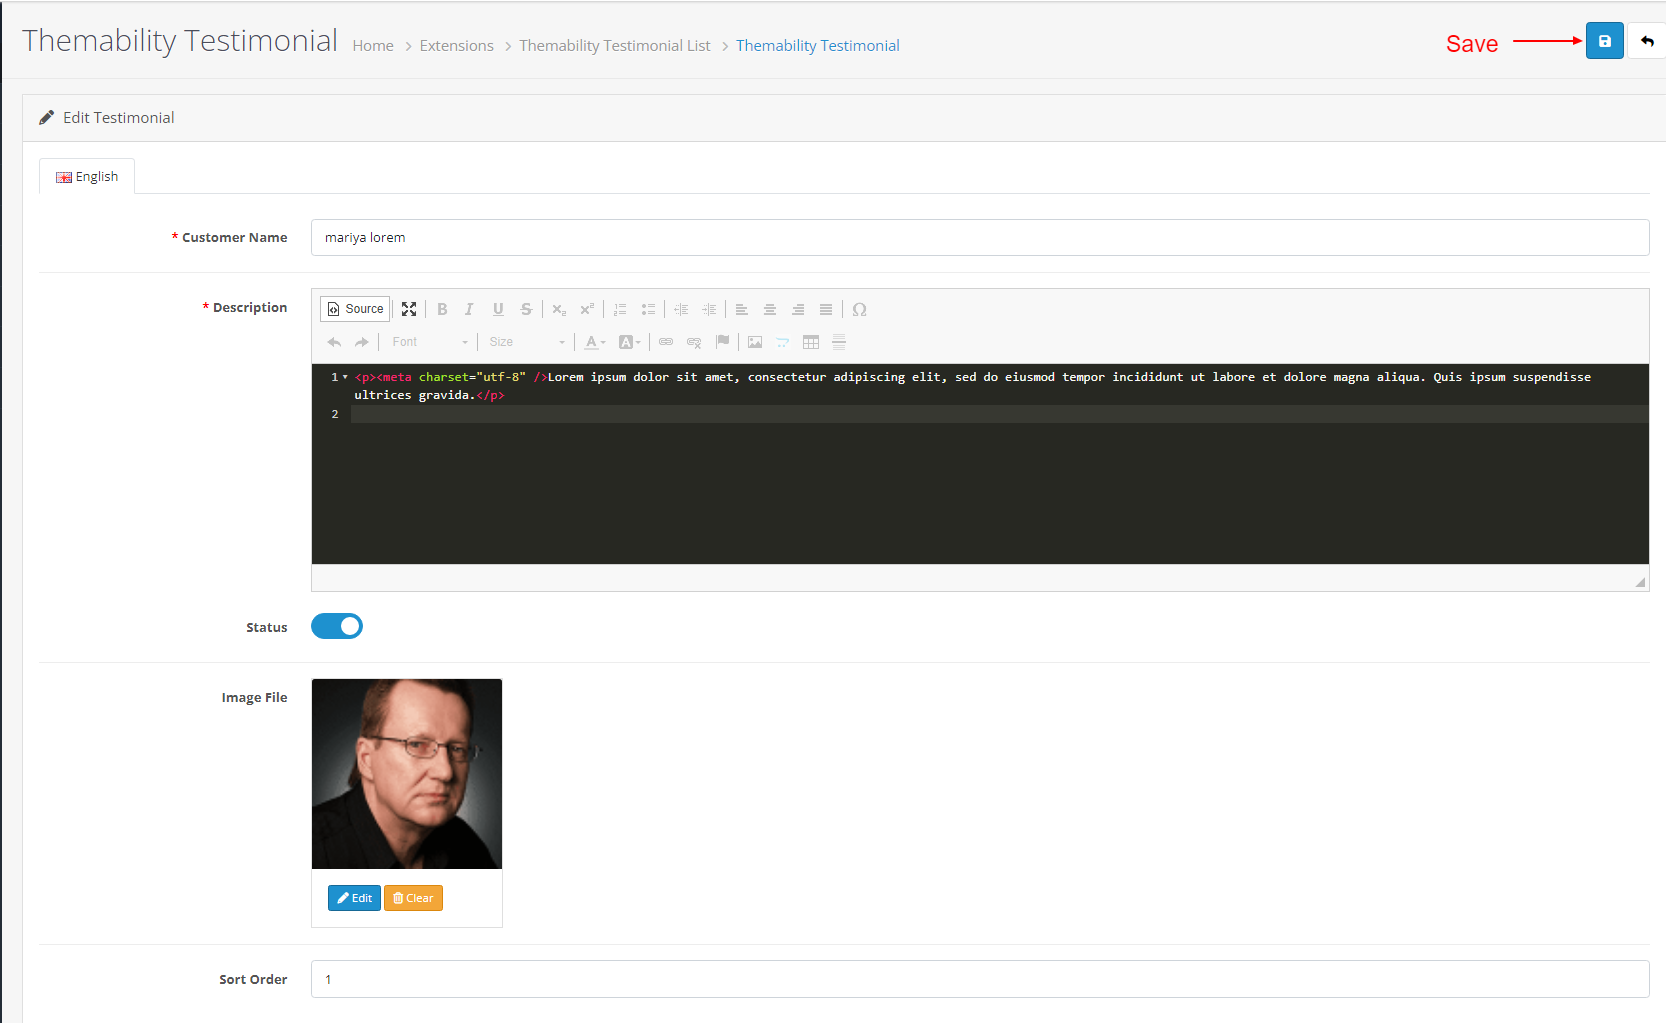 Themability Testimonial Home > Extensions > Themability Testimonial List > Themability Testimonial
Save
Edit Testimonial
English
* Customer Name
mariya lorem
* Description
Source B I U S x₂ x²  Ω
Font Size A A
1 <p><meta charset="utf-8" />Lorem ipsum dolor sit amet, consectetur adipiscing elit, sed do eiusmod tempor incididunt ut labore et dolore magna aliqua. Quis ipsum suspendisse
ultrices gravida.</p>
2
Status
Image File
Edit Clear
Sort Order
1